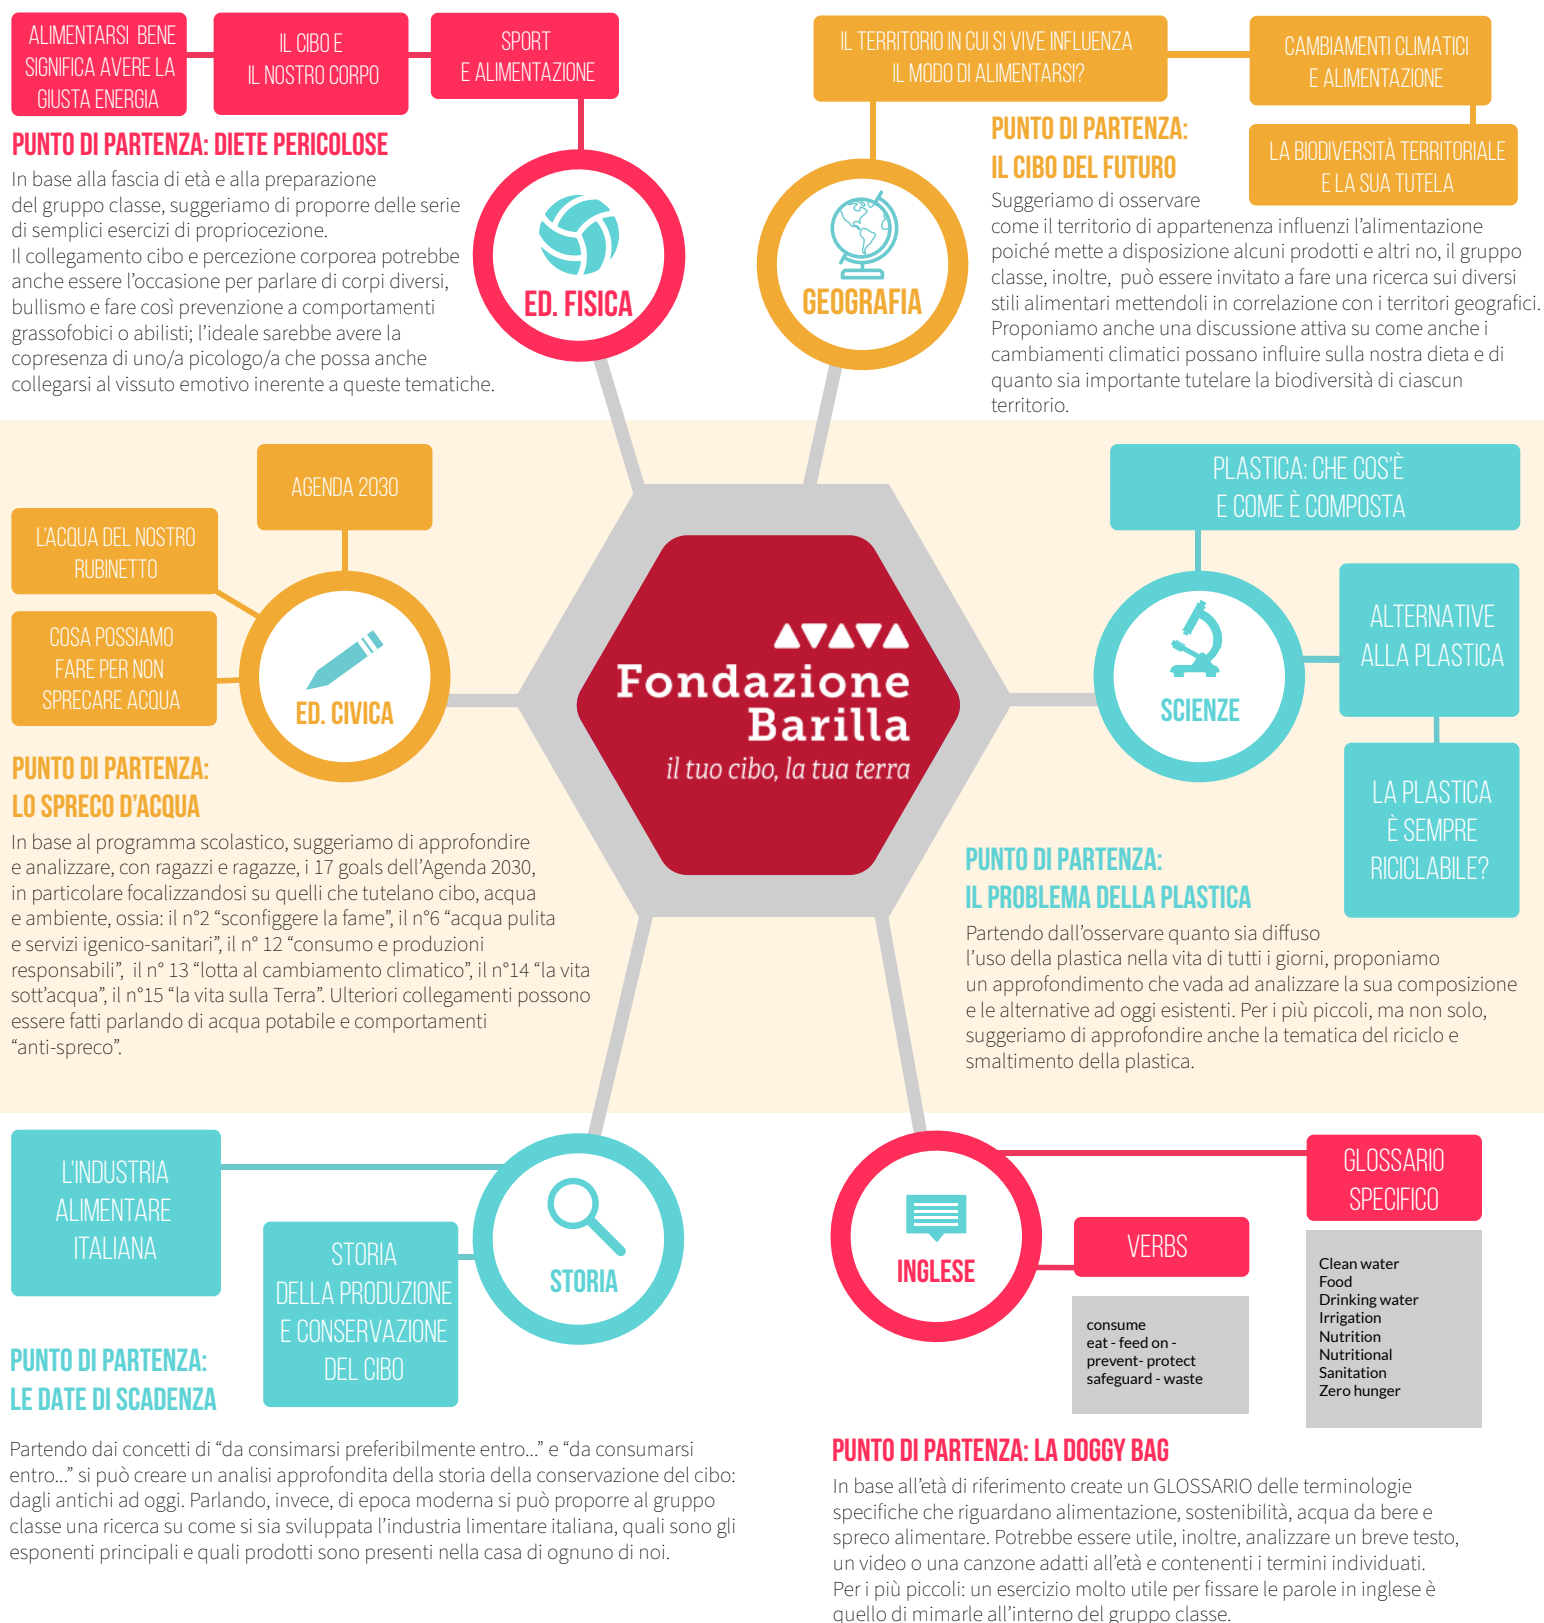 ALIMENTARSI BENE
SIGNIFICA AVERE LA
GIUSTA ENERGIA
IL CIBO E
IL NOSTRO CORPO
SPORT
E ALIMENTAZIONE
PUNTO DI PARTENZA: DIETE PERICOLOSE
In base alla fascia di età e alla preparazione
del gruppo classe, suggeriamo di proporre delle serie
di semplici esercizi di propriocezione.
Il collegamento cibo e percezione corporea potrebbe
anche essere l'occasione per parlare di corpi diversi,
bullismo e fare così prevenzione a comportamenti
grassofobici o abilisti; l'ideale sarebbe avere la
copresenza di uno/a picologo/a che possa anche
collegarsi al vissuto emotivo inerente a queste tematiche.
ED. FISICA
IL TERRITORIO IN CUI SI VIVE INFLUENZA
IL MODO DI ALIMENTARSI?
CAMBIAMENTI CLIMATICI
E ALIMENTAZIONE
LA BIODIVERSITÀ TERRITORIALE
E LA SUA TUTELA
GEOGRAFIA
PUNTO DI PARTENZA:
IL CIBO DEL FUTURO
Suggeriamo di osservare
come il territorio di appartenenza influenzi l'alimentazione
poiché mette a disposizione alcuni prodotti e altri no, il gruppo
classe, inoltre, può essere invitato a fare una ricerca sui diversi
stili alimentari mettendoli in correlazione con i territori geografici.
Proponiamo anche una discussione attiva su come anche i
cambiamenti climatici possano influire sulla nostra dieta e di
quanto sia importante tutelare la biodiversità di ciascun
territorio.
AGENDA 2030
L'ACQUA DEL NOSTRO
RUBINETTO
COSA POSSIAMO
FARE PER NON
SPRECARE ACQUA
ED. CIVICA
PUNTO DI PARTENZA:
LO SPRECO D'ACQUA
In base al programma scolastico, suggeriamo di approfondire
e analizzare, con ragazzi e ragazze, i 17 goals dell'Agenda 2030,
in particolare focalizzandosi su quelli che tutelano cibo, acqua
e ambiente, ossia: il n°2 “sconfiggere la fame”, il n°6 “acqua pulita
e servizi igenico-sanitari”, il n° 12 “consumo e produzioni
responsabili”, il n° 13 “lotta al cambiamento climatico”, il n°14 “la vita
sott'acqua”, il n°15 “la vita sulla Terra”. Ulteriori collegamenti possono
essere fatti parlando di acqua potabile e comportamenti
“anti-spreco”.
Fondazione
Barilla
il tuo cibo, la tua terra
PLASTICA: CHE COS'È
E COME È COMPOSTA
ALTERNATIVE
ALLA PLASTICA
LA PLASTICA
È SEMPRE
RICICLABILE?
SCIENZE
PUNTO DI PARTENZA:
IL PROBLEMA DELLA PLASTICA
Partendo dall'osservare quanto sia diffuso
l'uso della plastica nella vita di tutti i giorni, proponiamo
un approfondimento che vada ad analizzare la sua composizione
e le alternative ad oggi esistenti. Per i più piccoli, ma non solo,
suggeriamo di approfondire anche la tematica del riciclo e
smaltimento della plastica.
L'INDUSTRIA
ALIMENTARE
ITALIANA
STORIA
DELLA PRODUZIONE
E CONSERVAZIONE
DEL CIBO
STORIA
PUNTO DI PARTENZA:
LE DATE DI SCADENZA
Partendo dai concetti di “da consimarsi preferibilmente entro...” e “da consumarsi
entro...” si può creare un analisi approfondita della storia della conservazione del cibo:
dagli antichi ad oggi. Parlando, invece, di epoca moderna si può proporre al gruppo
classe una ricerca su come si sia sviluppata l'industria limentare italiana, quali sono gli
esponenti principali e quali prodotti sono presenti nella casa di ognuno di noi.
INGLESE
VERBS
consume
eat - feed on -
prevent- protect
safeguard - waste
GLOSSARIO
SPECIFICO
Clean water
Food
Drinking water
Irrigation
Nutrition
Nutritional
Sanitation
Zero hunger
PUNTO DI PARTENZA: LA DOGGY BAG
In base all'età di riferimento create un GLOSSARIO delle terminologie
specifiche che riguardano alimentazione, sostenibilità, acqua da bere e
spreco alimentare. Potrebbe essere utile, inoltre, analizzare un breve testo,
un video o una canzone adatti all'età e contenenti i termini individuati.
Per i più piccoli: un esercizio molto utile per fissare le parole in inglese è
quello di mimarle all'interno del gruppo classe.